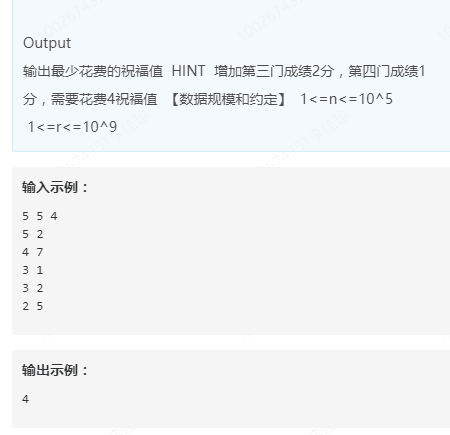 Output
输出最少花费的祝福值 HINT 增加第三门成绩2分，第四门成绩1
分，需要花费4祝福值 【数据规模和约定】 1<=n<=10^5
1<=r<=10^9
输入示例：
5 5 4
5 2
4 7
3 1
3 2
2 5
输出示例：
4